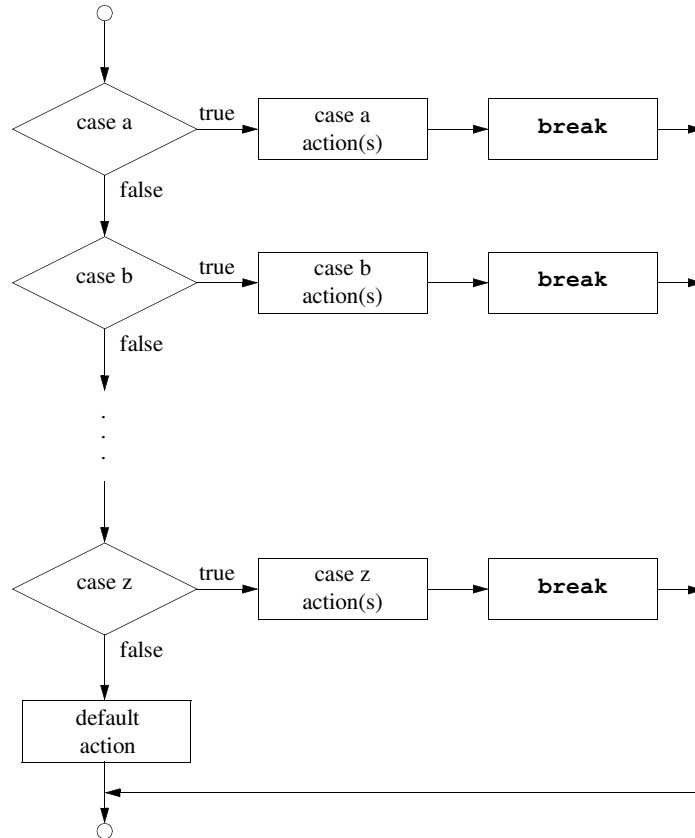 case a
true
case a
action(s)
break
false
case b
true
case b
action(s)
break
false
.
.
.
case z
true
case z
action(s)
break
false
default
action